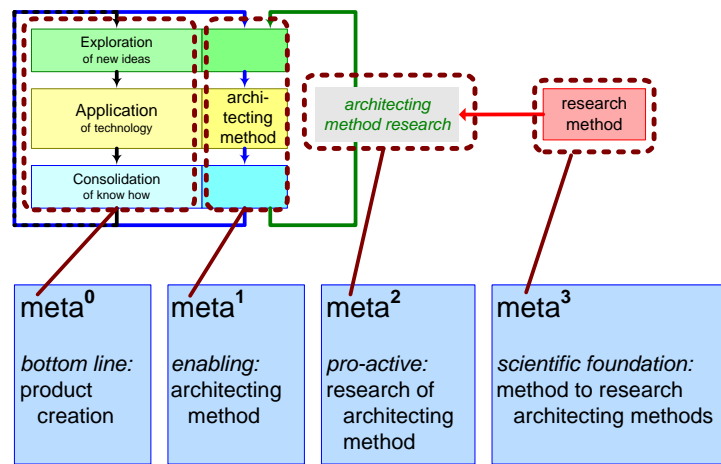 Exploration
of new ideas
Application
of technology
Consolidation
of know how
archi-
tecting
method
architecting
method research
research
method
meta0
bottom line:
product
creation
meta1
enabling:
architecting
method
meta2
pro-active:
research of
architecting
method
meta3
scientific foundation:
method to research
architecting methods